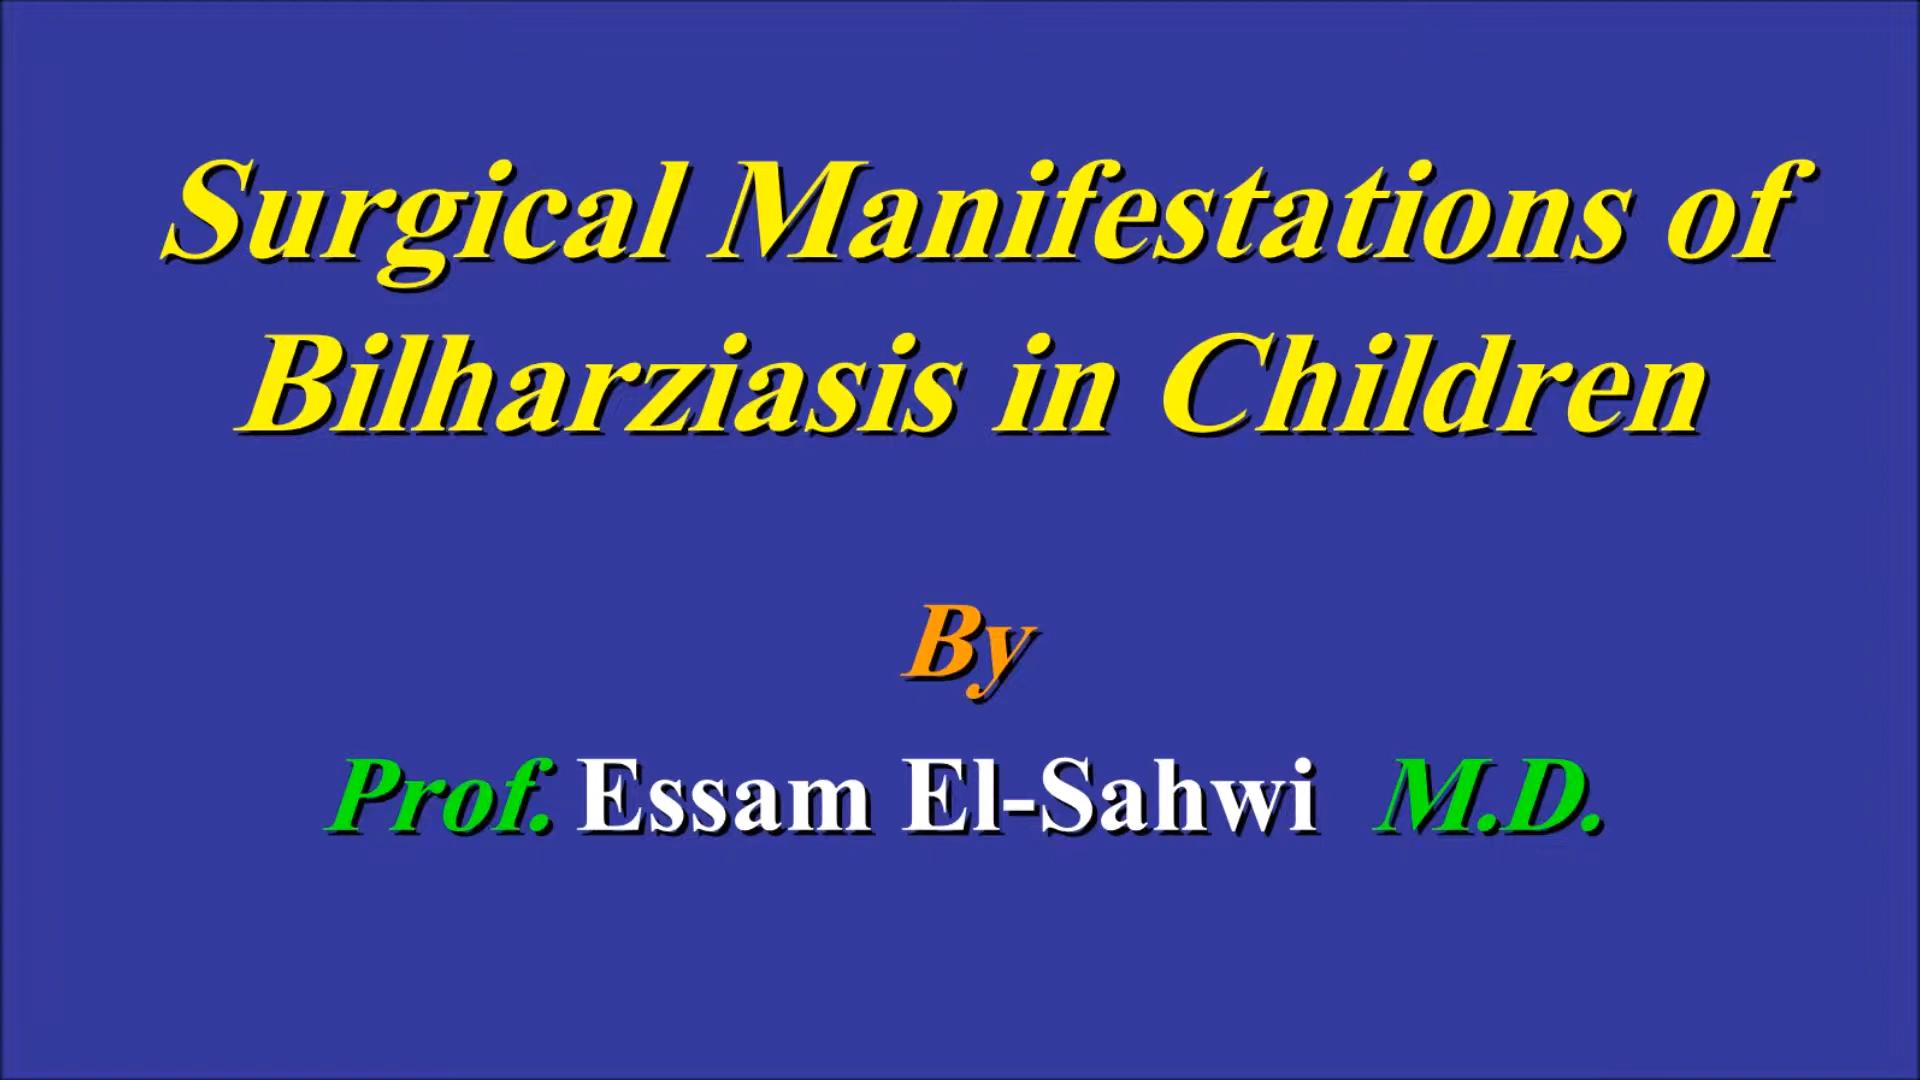 Surgical Manifestations of
Bilharziasis in Children
By
Prof. Essam El-Sahwi M.D.